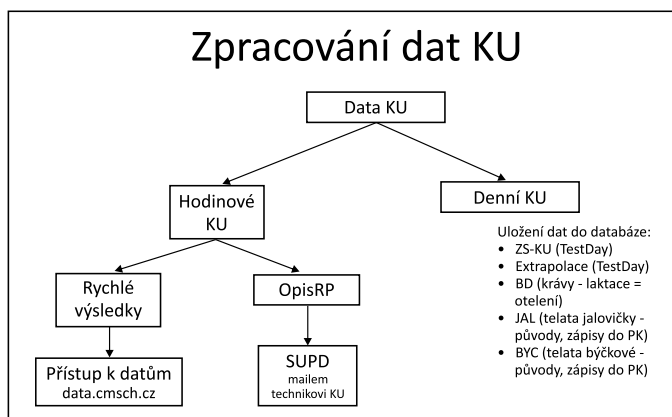 Zpracování dat KU
Data KU
Hodinové
KU
Denní KU
Rychlé
výsledky
OpisRP
Přístup k datům
data.cmsch.cz
SUPD
mailem
technikovi KU
Uložení dat do databáze:
• ZS-KU (TestDay)
• Extrapolace (TestDay)
• BD (krávy - laktace =
otelení)
• JAL (telata jalovičky -
původy, zápisy do PK)
• BYC (telata býčkové -
původy, zápisy do PK)